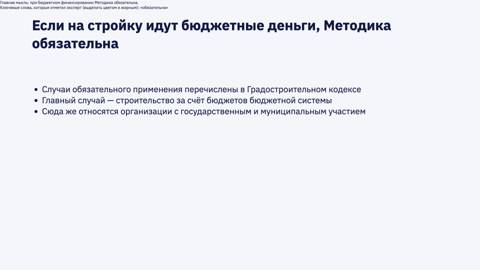 Главная мысль: при бюджетном финансировании Методика обязательна.
Ключевые слова, которые отметил эксперт (выделить цветом и жирным): «обязательна»
Если на стройку идут бюджетные деньги, Методика
обязательна
• Случаи обязательного применения перечислены в Градостроительном кодексе
• Главный случай — строительство за счёт бюджетов бюджетной системы
• Сюда же относятся организации с государственным и муниципальным участием